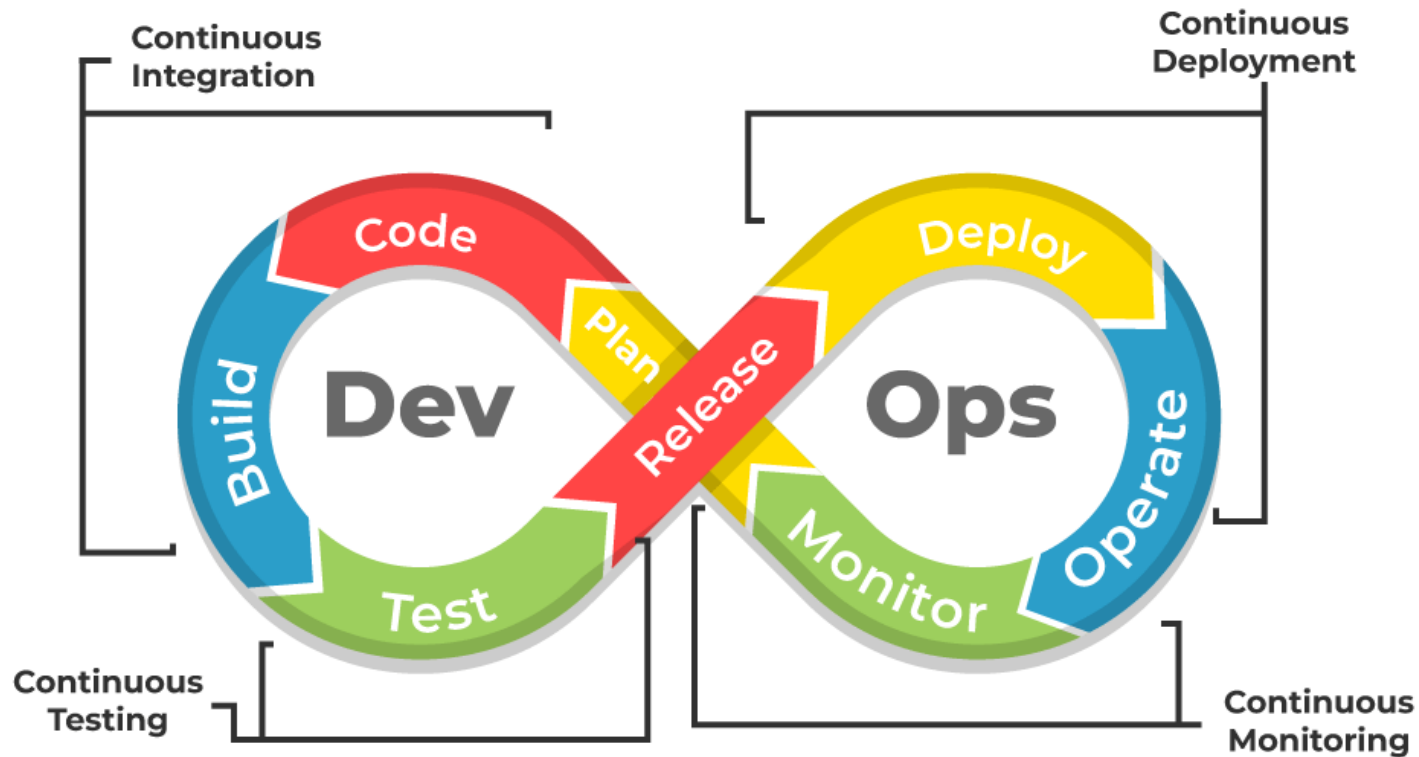 Continuous
Integration
Continuous
Deployment
Code
Deploy
Plan
Release
Build
Dev
Ops
Operate
Test
Monitor
Continuous
Testing
Continuous
Monitoring